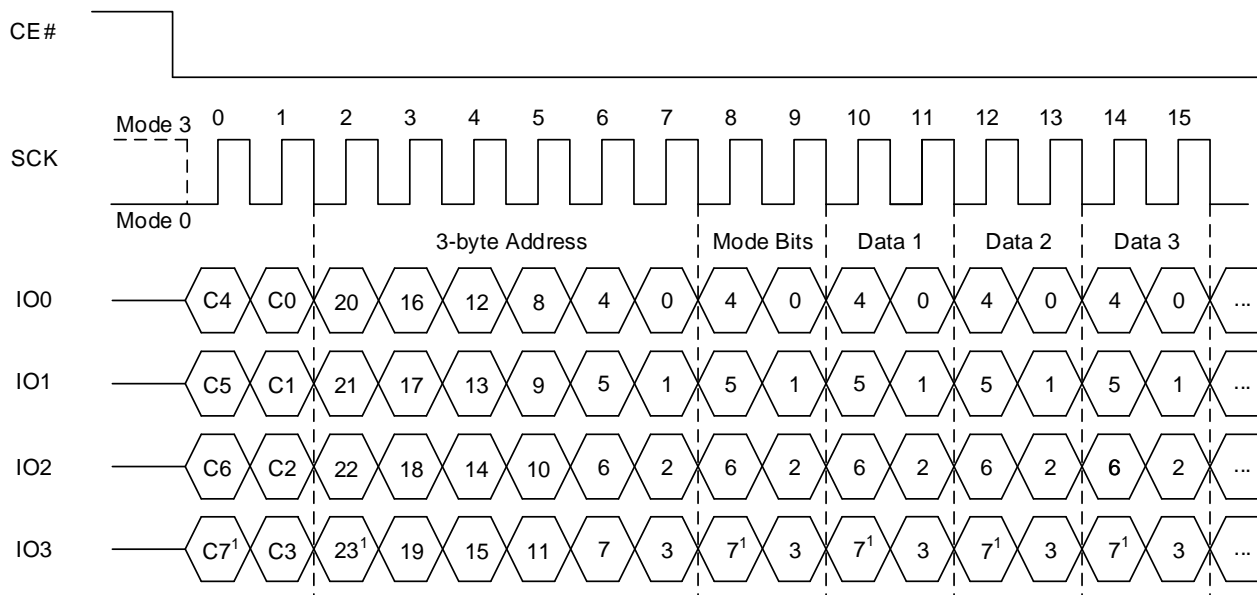 CE#
0 1 2 3 4 5 6 7 8 9 10 11 12 13 14 15
Mode 3
SCK
Mode 0
3-byte Address Mode Bits Data 1 Data 2 Data 3
IO0 C4 C0 20 16 12 8 4 0 4 0 4 0 4 0 4 0 ...
IO1 C5 C1 21 17 13 9 5 1 5 1 5 1 5 1 5 1 ...
IO2 C6 C2 22 18 14 10 6 2 6 2 6 2 6 2 6 2 ...
IO3 C7¹ C3 23¹ 19 15 11 7 3 7¹ 3 7¹ 3 7¹ 3 7¹ 3 ...